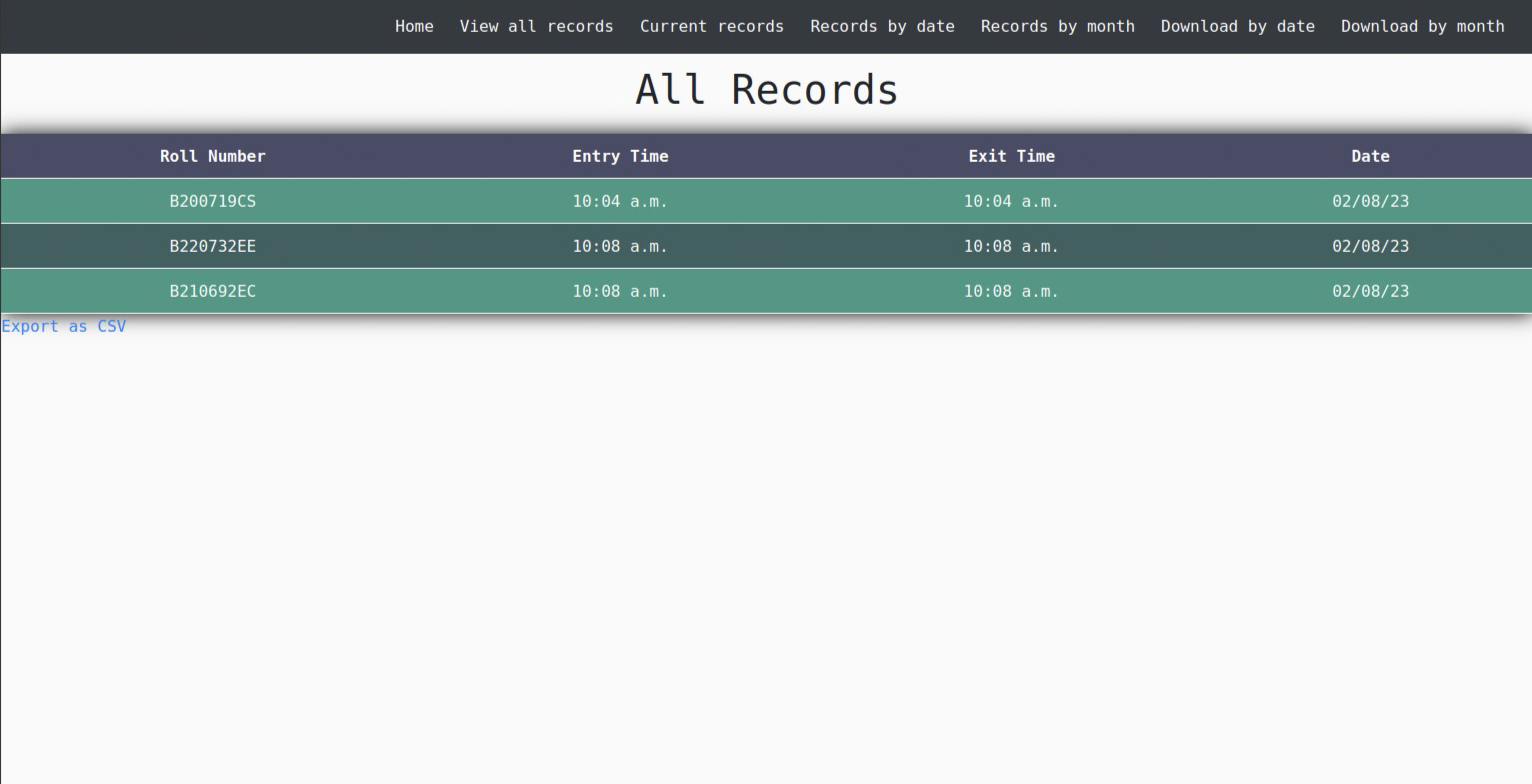 Home View all records Current records Records by date Records by month Download by date Download by month
All Records
Roll Number Entry Time Exit Time Date
B200719CS 10:04 a.m. 10:04 a.m. 02/08/23
B220732EE 10:08 a.m. 10:08 a.m. 02/08/23
B210692EC 10:08 a.m. 10:08 a.m. 02/08/23
Export as CSV